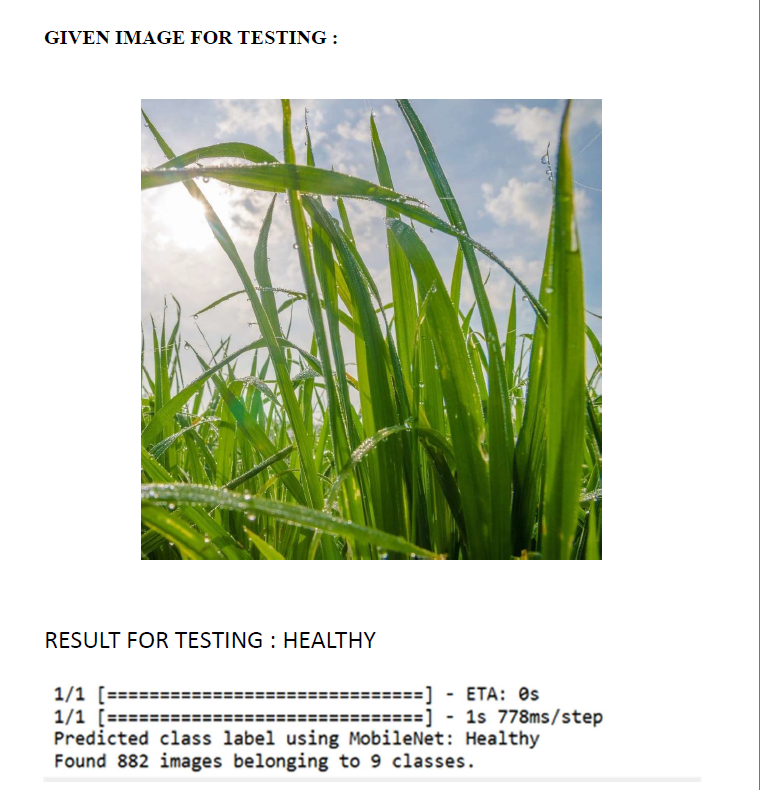 GIVEN IMAGE FOR TESTING :
RESULT FOR TESTING : HEALTHY
1/1 [==============================] - ETA: 0s
1/1 [==============================] - 1s 778ms/step
Predicted class label using MobileNet: Healthy
Found 882 images belonging to 9 classes.